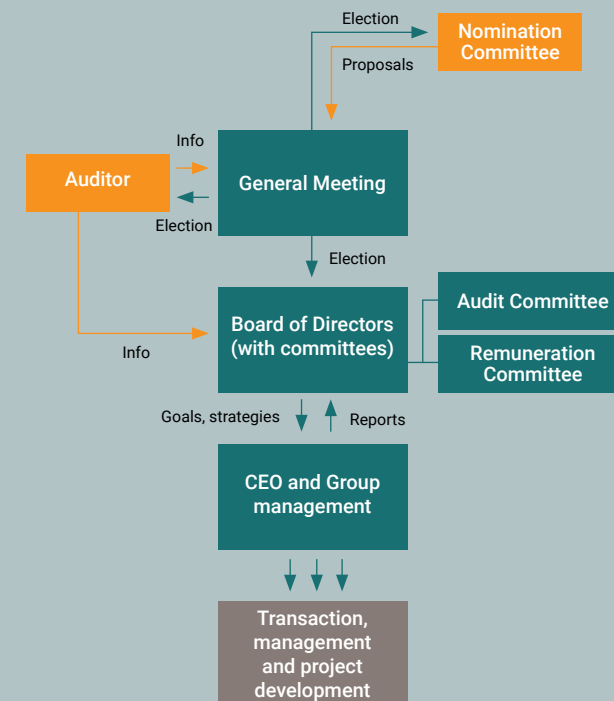 Election
Nomination
Committee
Proposals
Info
Auditor
General Meeting
Election
Election
Audit Committee
Board of Directors
(with committees)
Info
Remuneration
Committee
Goals, strategies
Reports
CEO and Group
management
Transaction,
management
and project
development